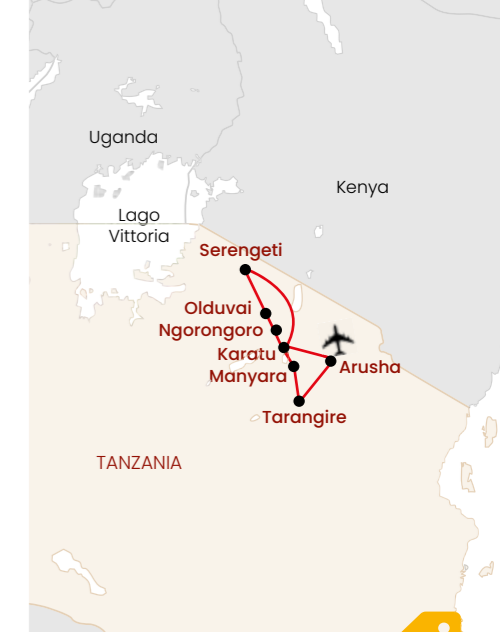 Uganda
Kenya
Lago
Vittoria
Serengeti
Olduvai
Ngorongoro
Karatu
Manyara
Arusha
Tarangire
TANZANIA